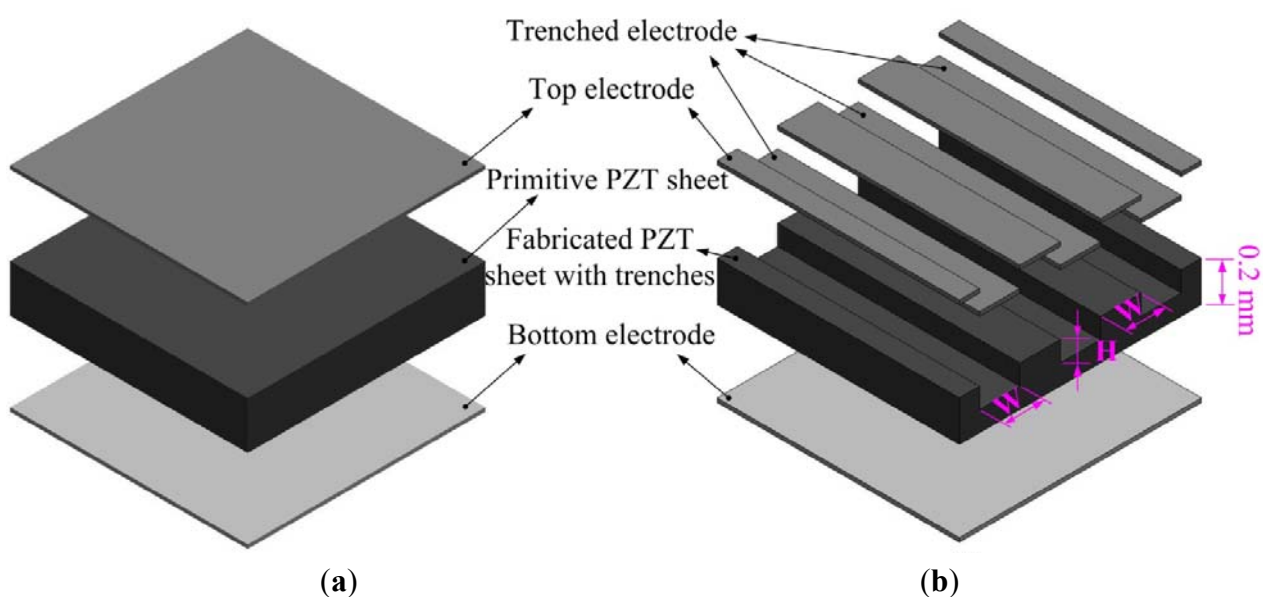 Trenched electrode
Top electrode
Primitive PZT sheet
Fabricated PZT
sheet with trenches
Bottom electrode
0.2 mm
W
H
W
(a)
(b)